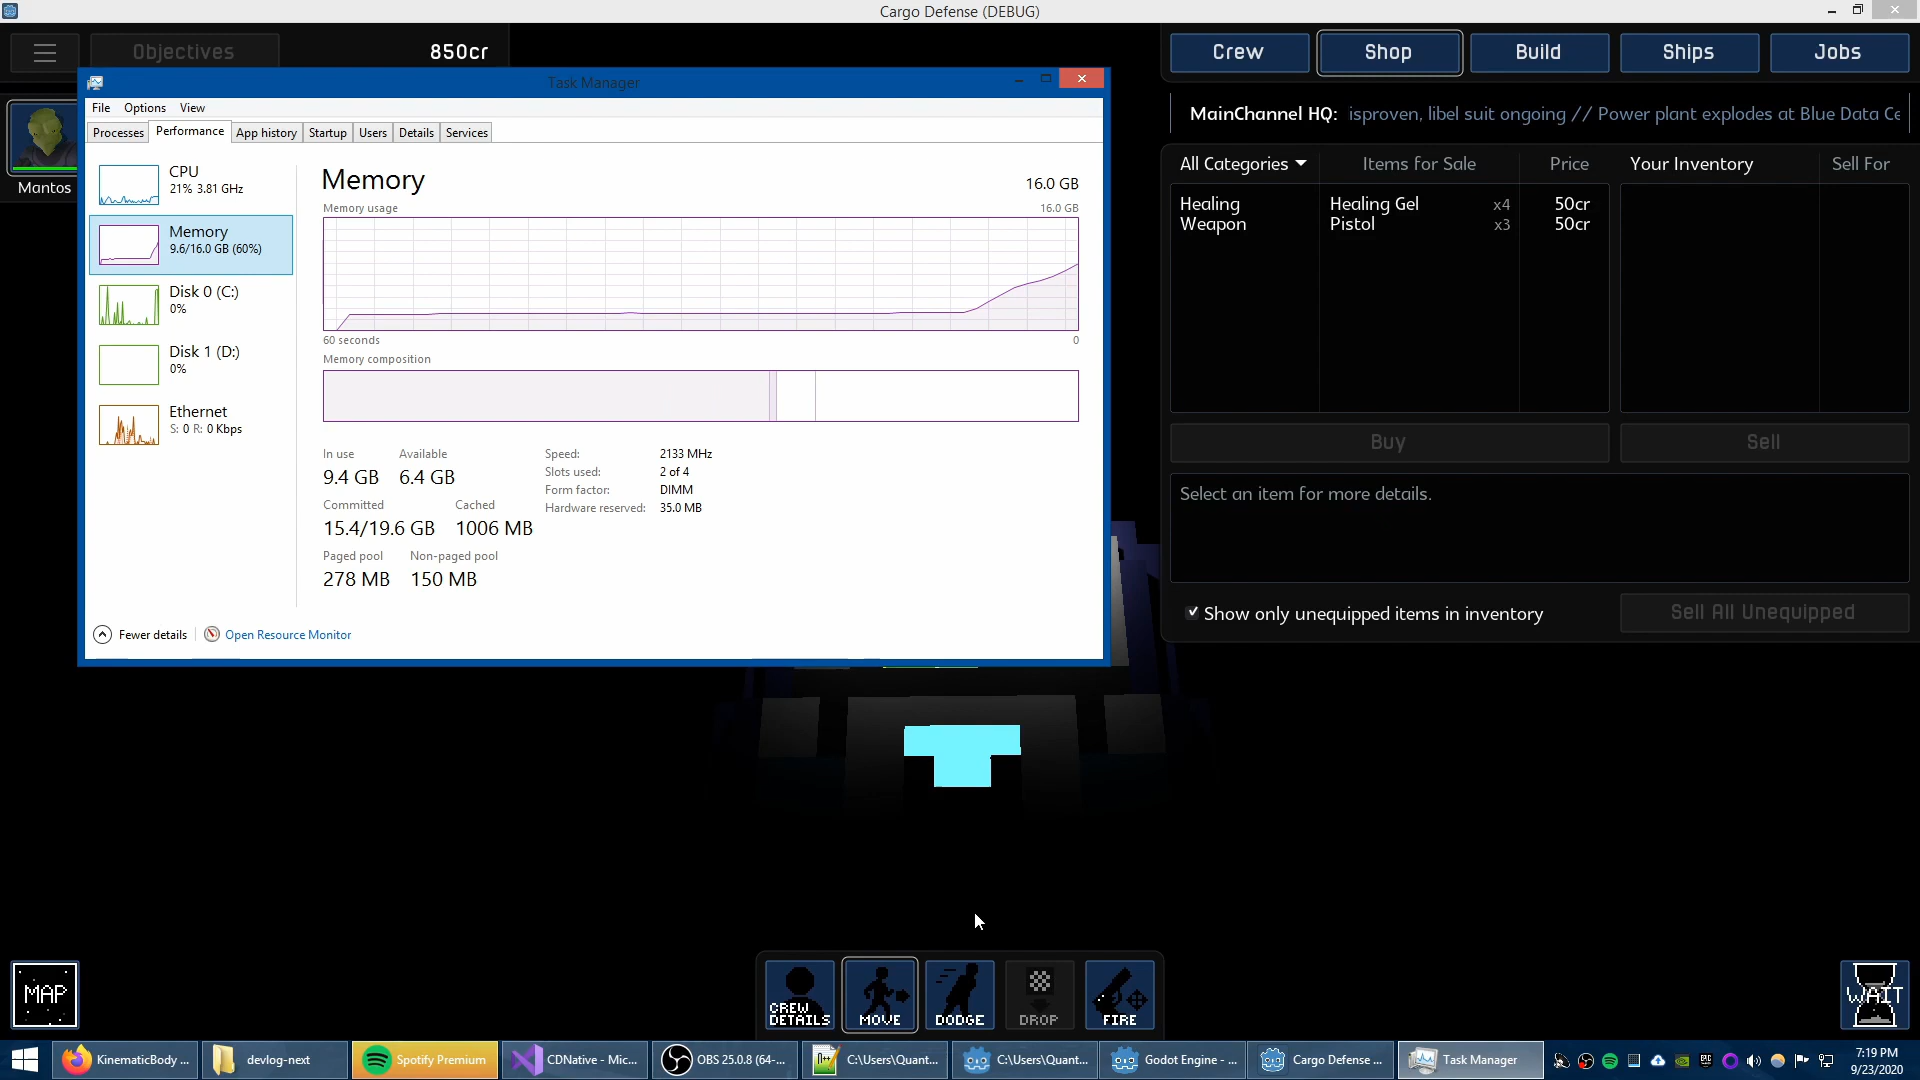 Cargo Defense (DEBUG)
Objectives
850cr
Crew
Shop
Build
Ships
Jobs
MainChannel HQ: isproven, libel suit ongoing // Power plant explodes at Blue Data Ce
Mantos
Task Manager
File Options View
Processes Performance App history Startup Users Details Services
CPU
21% 3.81 GHz
Memory
9.6/16.0 GB (60%)
Disk 0 (C:)
0%
Disk 1 (D:)
0%
Ethernet
S: 0 R: 0 Kbps
Memory
16.0 GB
Memory usage
16.0 GB
60 seconds
0
Memory composition
In use Available
9.4 GB 6.4 GB
Committed Cached
15.4/19.6 GB 1006 MB
Paged pool Non-paged pool
278 MB 150 MB
Speed: 2133 MHz
Slots used: 2 of 4
Form factor: DIMM
Hardware reserved: 35.0 MB
Fewer details
Open Resource Monitor
All Categories Items for Sale Price Your Inventory Sell For
Healing Healing Gel x4 50cr
Weapon Pistol x3 50cr
Buy
Sell
Select an item for more details.
Show only unequipped items in inventory
Sell All Unequipped
MAP
CREW DETAILS
MOVE
DODGE
DROP
FIRE
WAIT
KinematicBody ...
devlog-next
Spotify Premium
CDNative - Mic...
OBS 25.0.8 (64-...
C:\Users\Quant...
C:\Users\Quant...
Godot Engine - ...
Cargo Defense ...
Task Manager
7:19 PM
9/23/2020